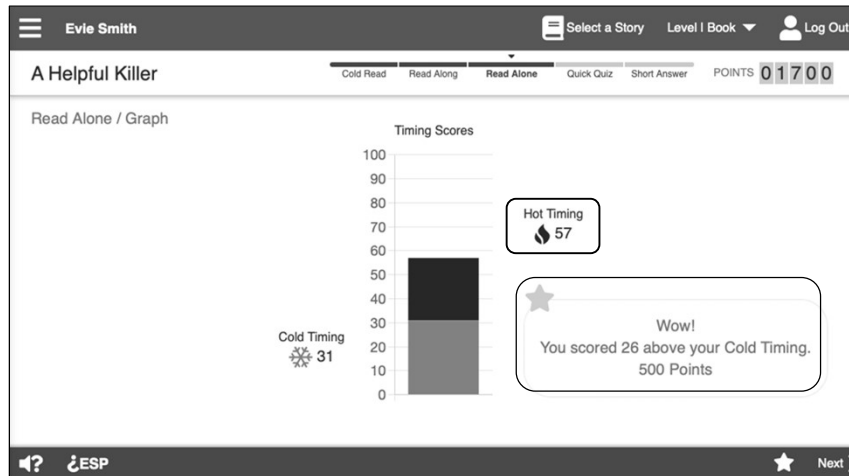 Evie Smith
Select a Story
Level I Book
Log Out
A Helpful Killer
Cold Read
Read Along
Read Alone
Quick Quiz
Short Answer
POINTS 01700
Read Alone / Graph
Timing Scores
100
90
80
70
60
50
40
30
20
10
0
Hot Timing
57
Cold Timing
31
Wow!
You scored 26 above your Cold Timing.
500 Points
?
¿ESP
Next